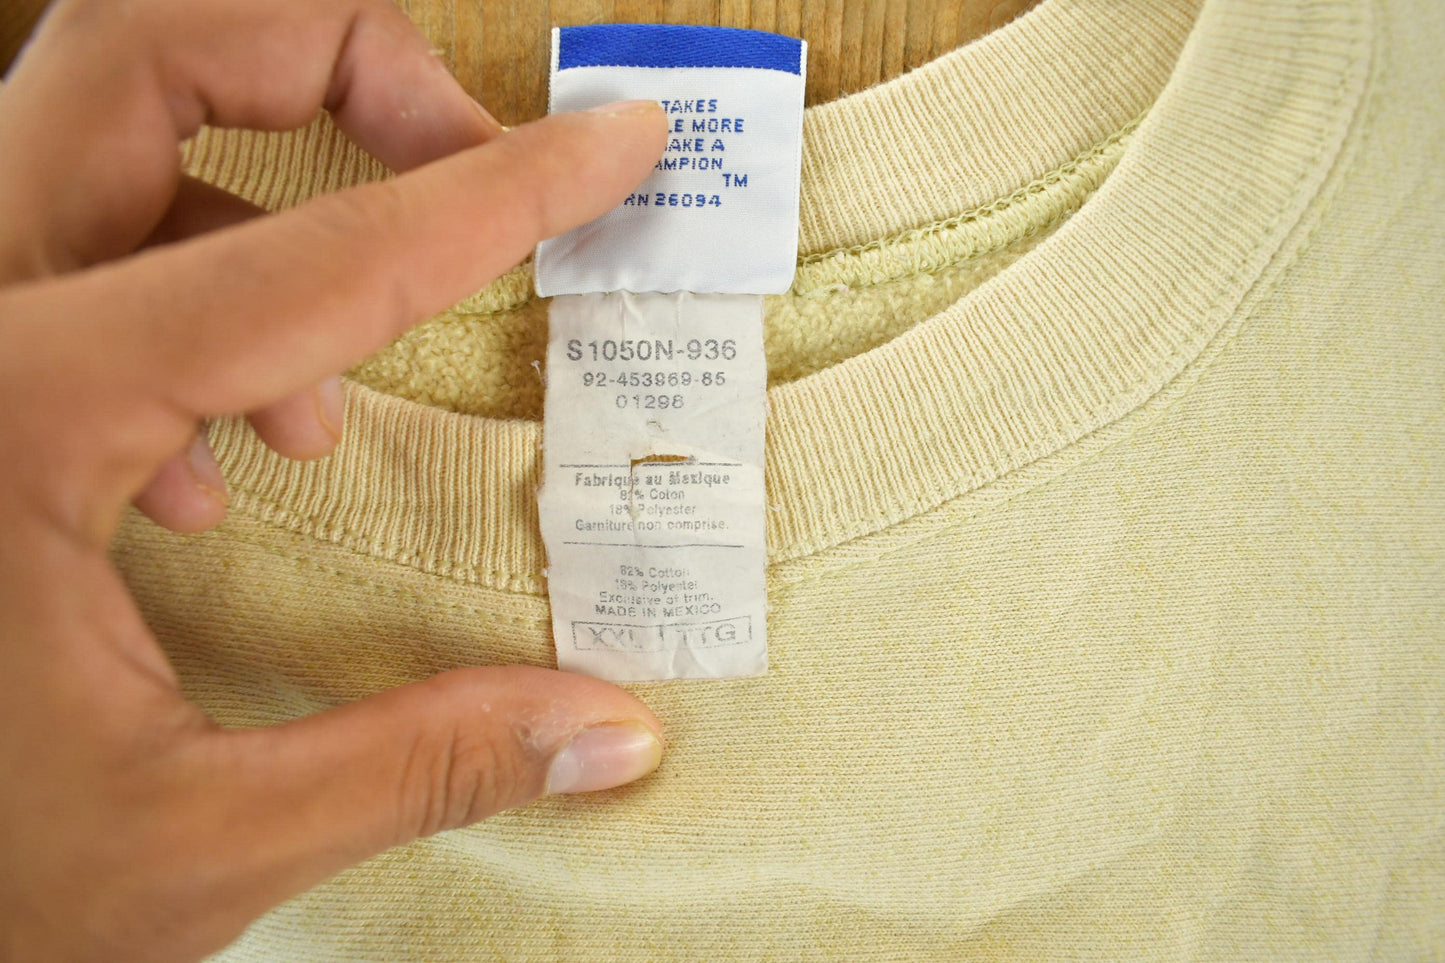 TAKES
LE MORE
AKE A
AMPION
TM
RN 26094
S1050N-936
92-453969-85
01298
Fabriqué au Mexique
82% Coton
18% Polyester
Garniture non comprise.
82% Cotton
18% Polyester
Exclusive of trim.
MADE IN MEXICO
XXL TTG